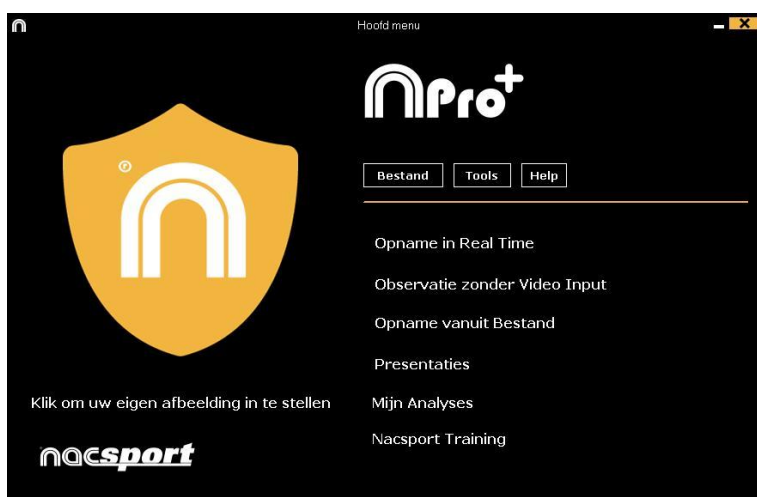 Hoofd menu
nPro+
Bestand
Tools
Help
Opname in Real Time
Observatie zonder Video Input
Opname vanuit Bestand
Presentaties
Mijn Analyses
Nacsport Training
®
n
Klik om uw eigen afbeelding in te stellen
nacsport